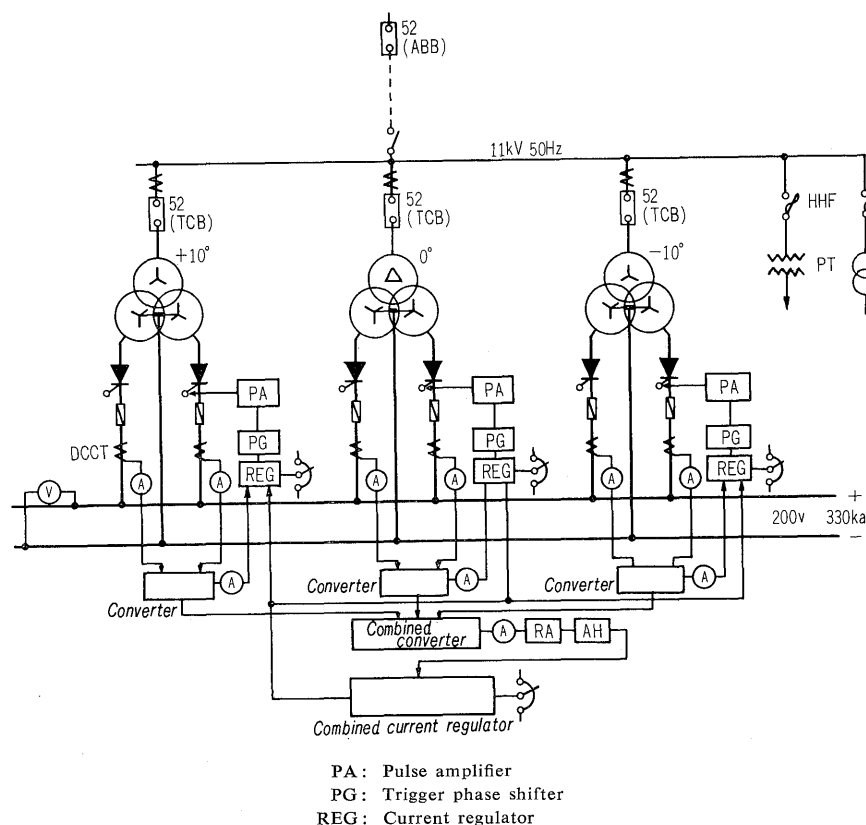 52
(ABB)
11kV 50Hz
52
(TCB)
52
(TCB)
52
(TCB)
HHF
PT
+10°
0°
-10°
PA
PA
PA
PG
PG
PG
DCCT
REG
REG
REG
A
A
A
A
A
A
V
+
200v 330ka
-
A
A
A
Converter
Converter
Converter
Combined
converter
A
RA
AH
Combined current regulator
PA: Pulse amplifier
PG: Trigger phase shifter
REG: Current regulator